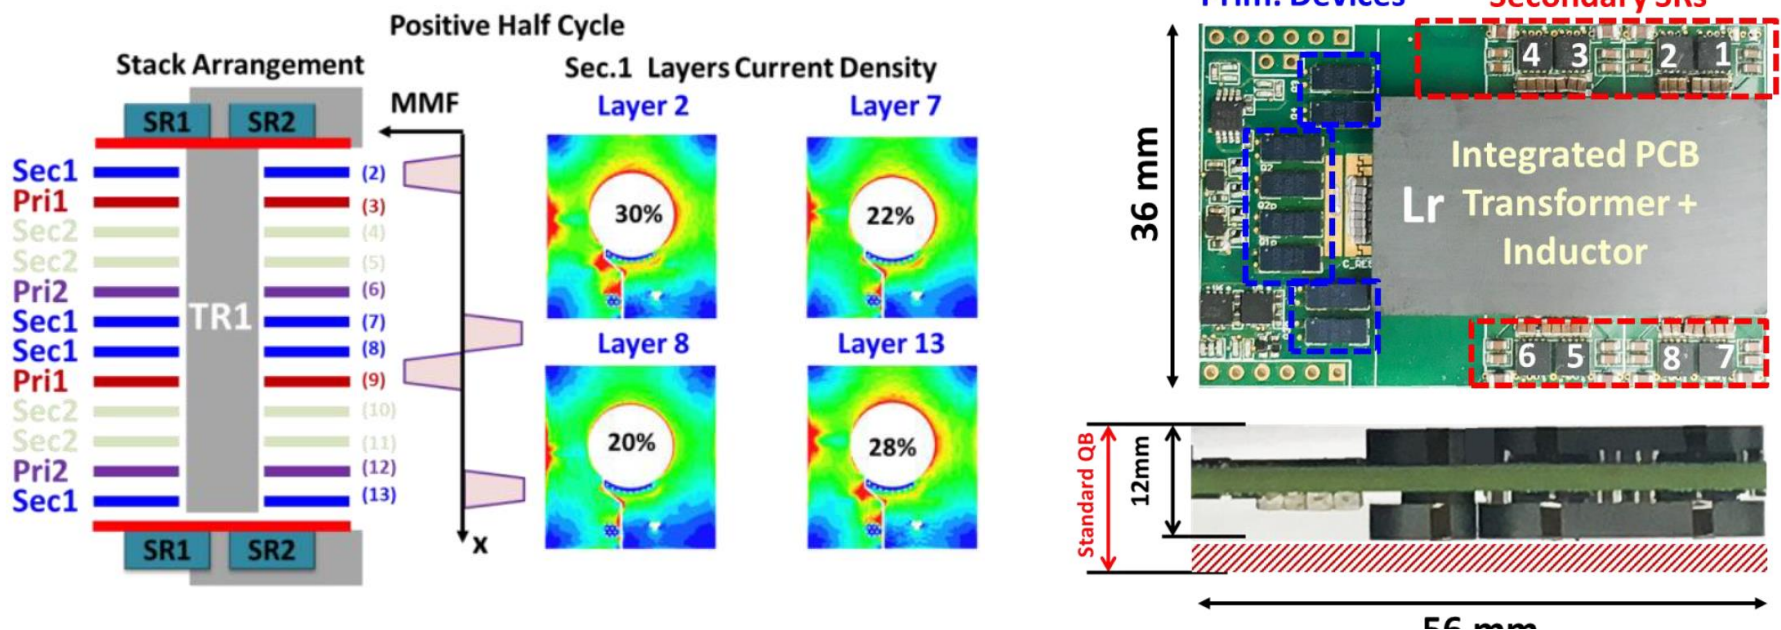 Positive Half Cycle
Stack Arrangement
Sec.1 Layers Current Density
MMF
SR1
SR2
Sec1
(2)
Pri1
(3)
Sec2
(4)
Sec2
(5)
Pri2
(6)
Sec1
(7)
Sec1
(8)
Pri1
(9)
Sec2
(10)
Sec2
(11)
Pri2
(12)
Sec1
(13)
TR1
SR1
SR2
x
Layer 2
Layer 7
30%
22%
Layer 8
Layer 13
20%
28%
Prim. Devices
Secondary SRs
4
3
2
1
36 mm
Integrated PCB
Lr
Transformer +
Inductor
6
5
8
7
Standard QB
12mm
56 mm